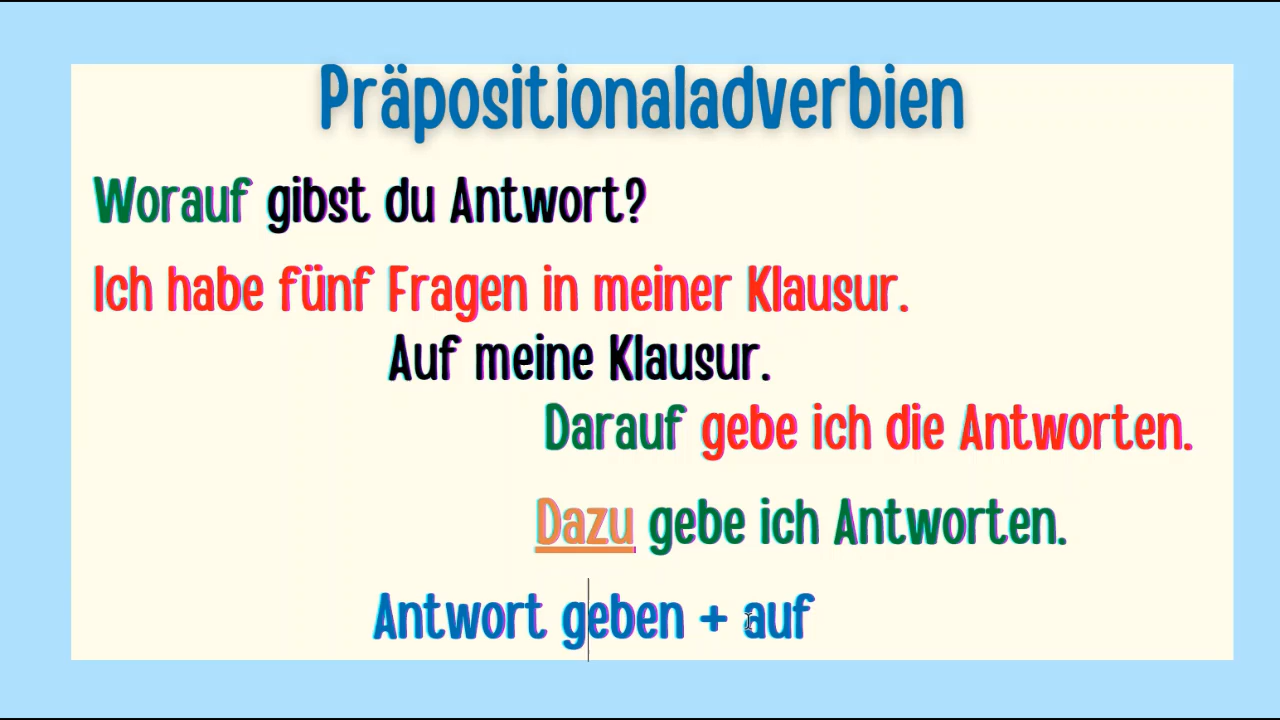 Präpositionaladverbien
Worauf gibst du Antwort?
Ich habe fünf Fragen in meiner Klausur.
Auf meine Klausur.
Darauf gebe ich die Antworten.
Dazu gebe ich Antworten.
Antwort geben + auf